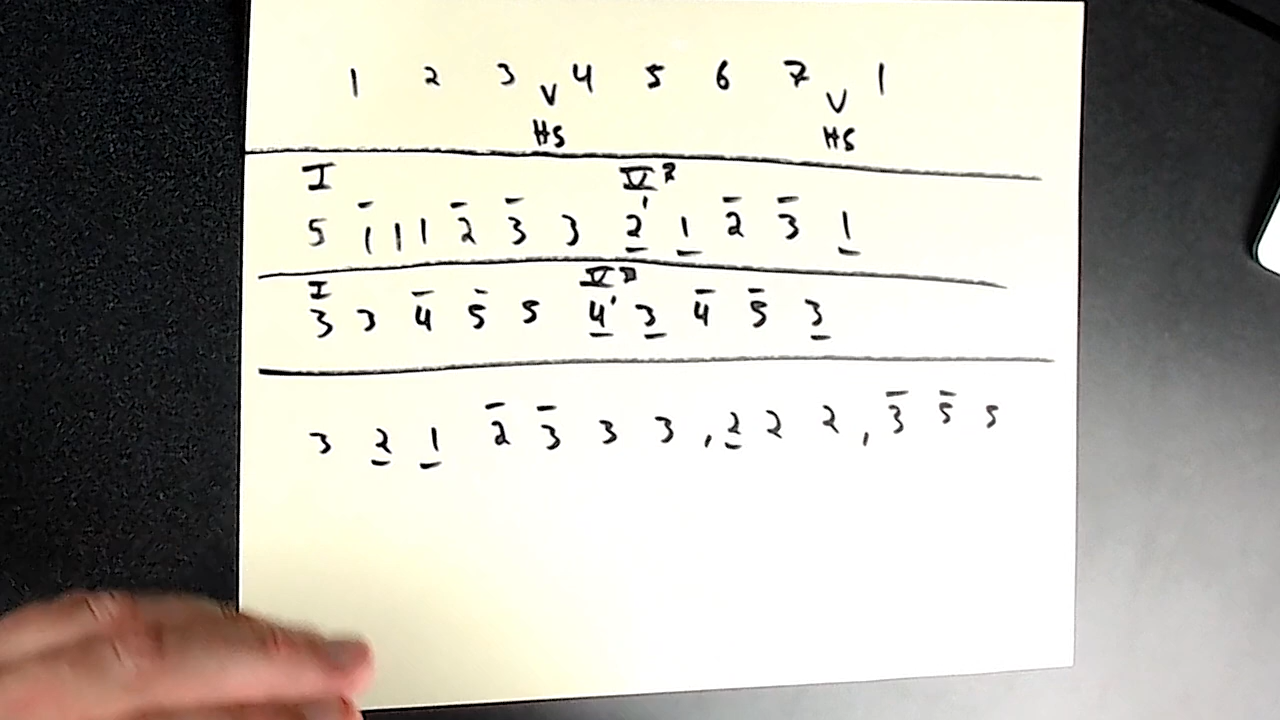 1 2 3 V 4 5 6 7 V 1
HS HS
I V7
5 1̄ 1 1 2̄ 3̄ 3 2̲' 1̲ 2̄ 3̄ 1̲
I V7
3 3 4̄ 5̄ 5 4̲' 3̲ 4̄ 5̄ 3̲
3 2̲ 1̲ 2̄ 3̄ 3 3 , 2̲ 2 2 , 3̄ 5̄ 5